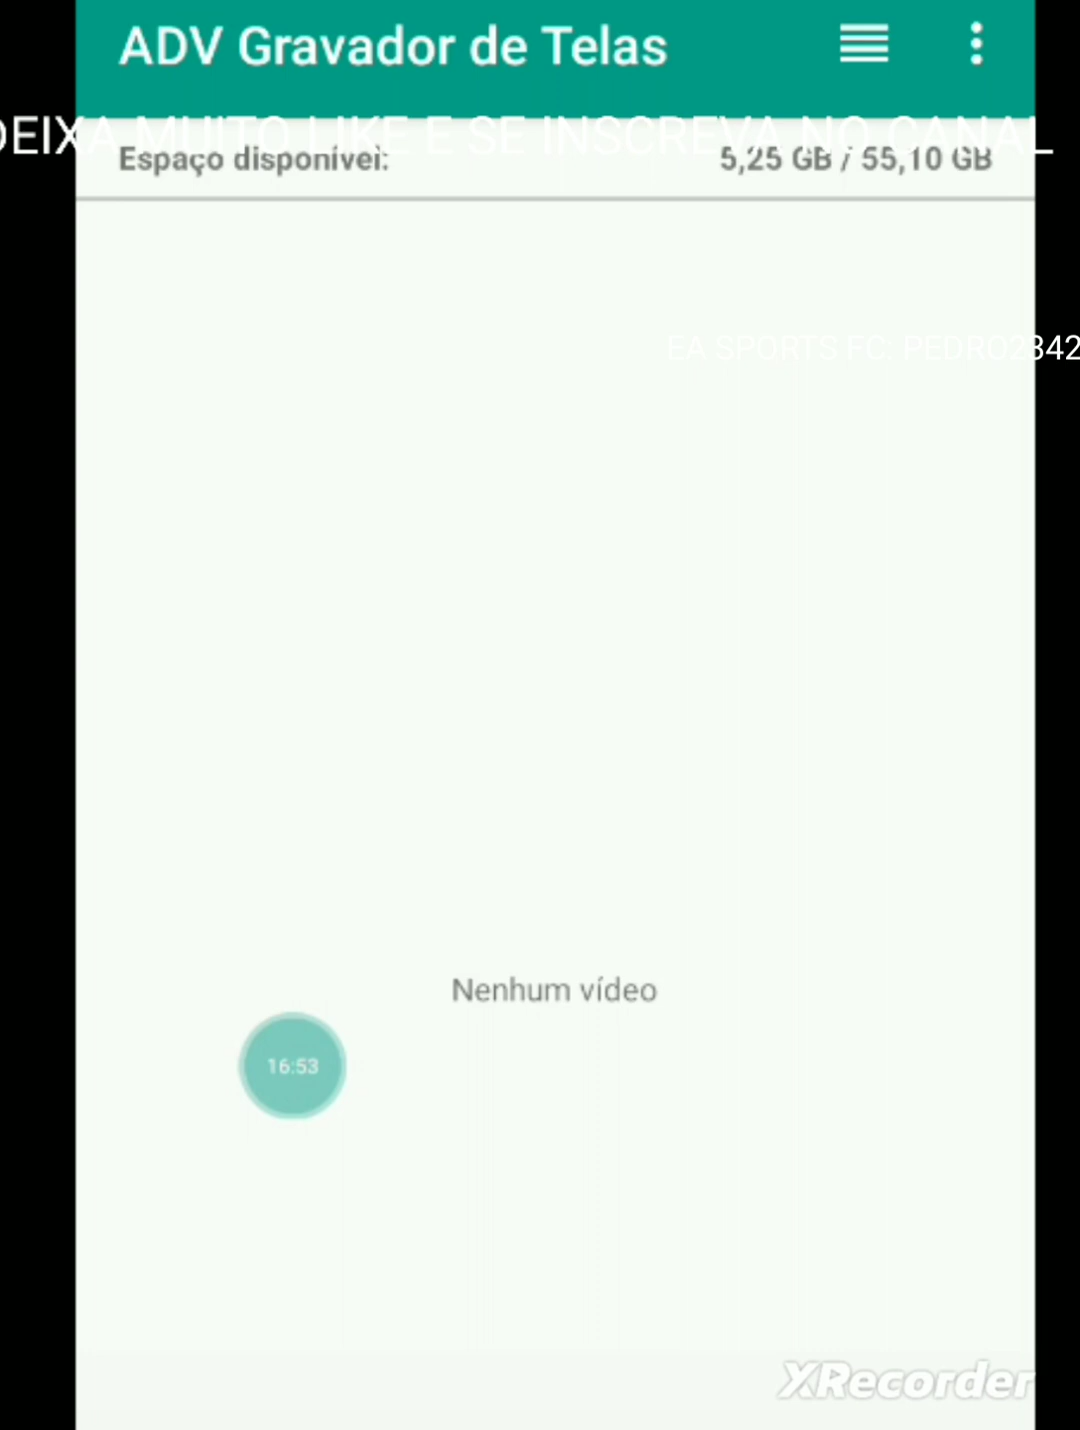 ADV Gravador de Telas
DEIXA MUITO LIKE E SE INSCREVA NO CANAL
Espaço disponível: 5,25 GB / 55,10 GB
EA SPORTS FC: PEDRO2342
Nenhum vídeo
16:53
XRecorder